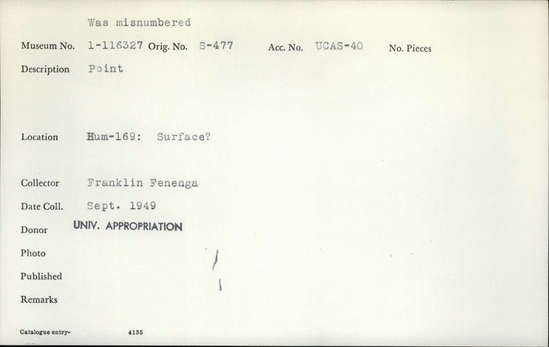 Was misnumbered
Museum No. 1-116327 Orig. No. S-477 Acc. No. UCAS-40 No. Pieces
Description Point
Location Hum-169: Surface?
Collector Franklin Fenenga
Date Coll. Sept. 1949
Donor UNIV. APPROPRIATION
Photo
Published
Remarks
Catalogue entry- 4135